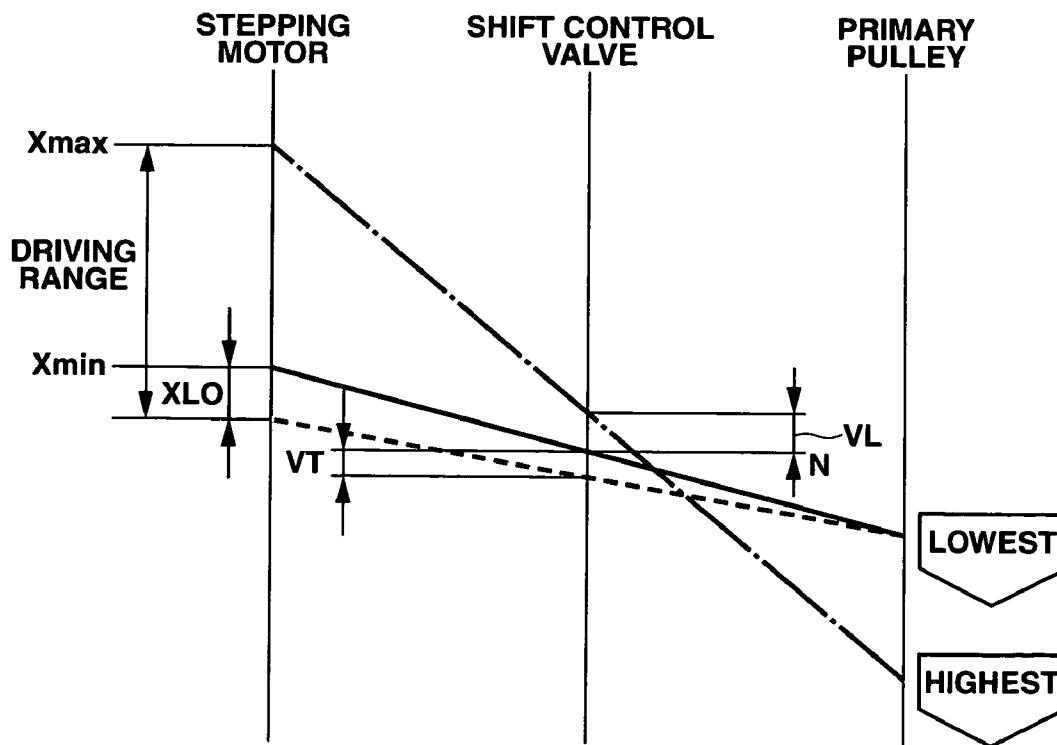 STEPPING
MOTOR
SHIFT CONTROL
VALVE
PRIMARY
PULLEY
Xmax
DRIVING
RANGE
Xmin
XLO
VL
VT
N
LOWEST
HIGHEST